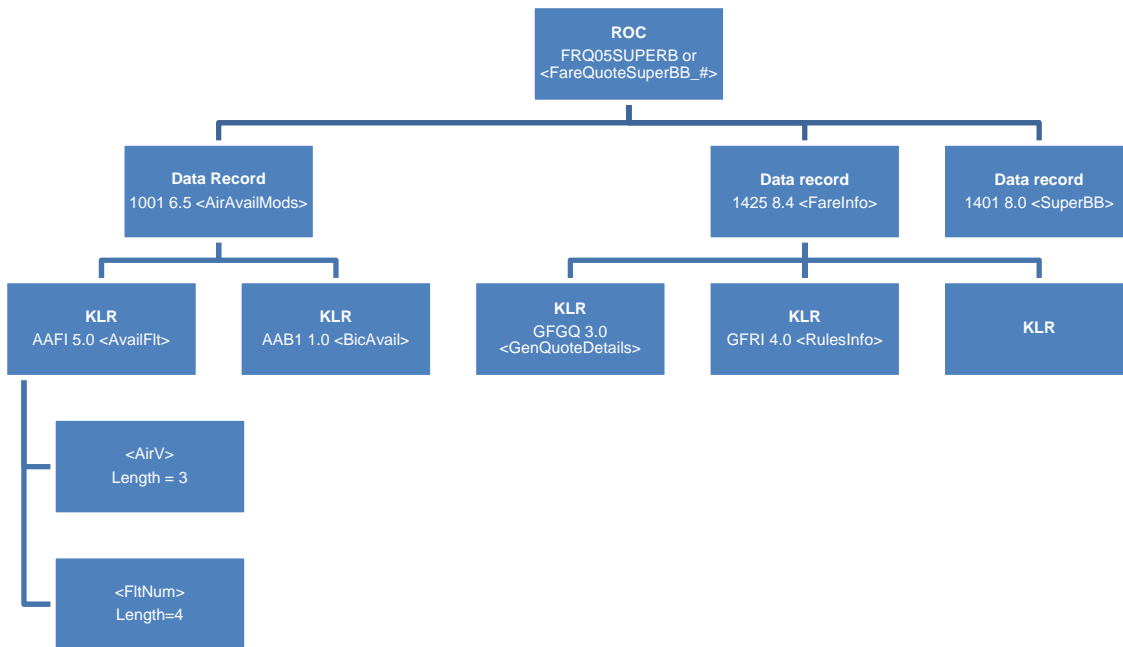 ROC
FRQ05SUPERB or
<FareQuoteSuperBB_#>
Data Record
1001 6.5 <AirAvailMods>
Data record
1425 8.4 <FareInfo>
Data record
1401 8.0 <SuperBB>
KLR
AAFI 5.0 <AvailFlt>
KLR
AAB1 1.0 <BicAvail>
KLR
GFGQ 3.0
<GenQuoteDetails>
KLR
GFRI 4.0 <RulesInfo>
KLR
<AirV>
Length = 3
<FltNum>
Length=4